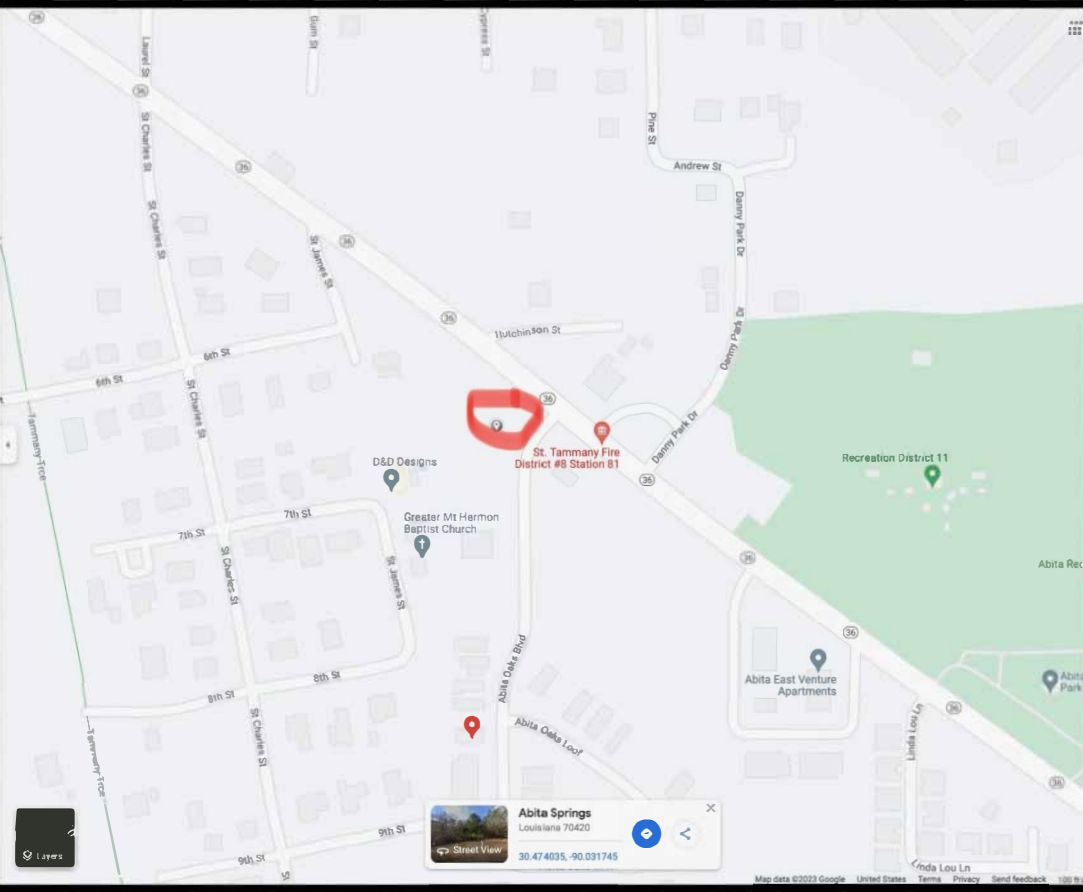 36
Laurel St
Gum St
Cypress St
36
St Charles St
Pine St
36
Andrew St
St Charles St
Danny Park Dr
St James St
36
36
Hutchinson St
Danny Park Dr
6th St
6th St
St Charles St
36
Tammany Trce
St. Tammany Fire
District #8 Station 81
Danny Park Dr
36
D&D Designs
Recreation District 11
7th St
7th St
Greater Mt Hermon
Baptist Church
St Charles St
St James St
36
Abita Rec
36
Abita Oaks Blvd
8th St
8th St
Abita East Venture
Apartments
Abita
Park
36
St Charles St
Abita Oaks Loop
Linda Lou Ln
Tammany Trce
36
Abita Springs
Louisiana 70420
Street View
30.474035, -90.031745
9th St
9th St
Layers
St
Linda Lou Ln
Map data ©2023 Google United States Terms Privacy Send feedback